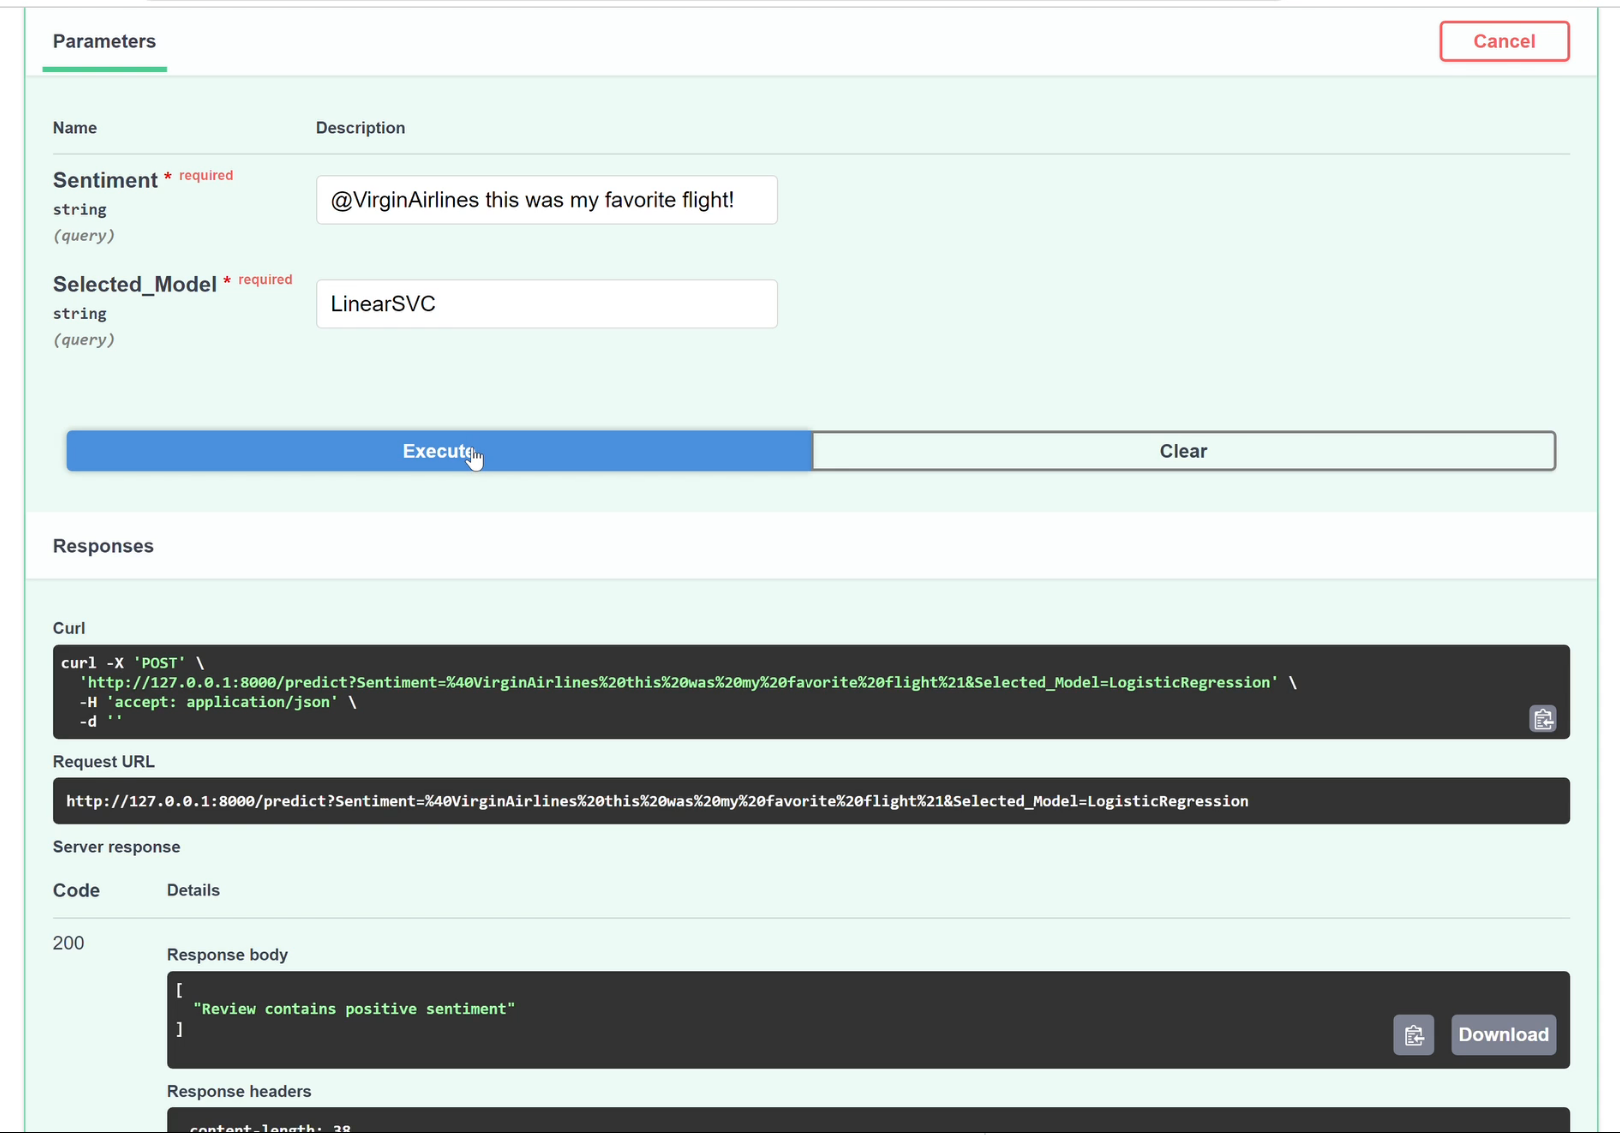 Parameters
Cancel
Name
Description
Sentiment * required
string
(query)
@VirginAirlines this was my favorite flight!
Selected_Model * required
string
(query)
LinearSVC
Execute
Clear
Responses
Curl
curl -X 'POST' \
'http://127.0.0.1:8000/predict?Sentiment=%40VirginAirlines%20this%20was%20my%20favorite%20flight%21&Selected_Model=LogisticRegression' \
-H 'accept: application/json' \
-d ''
Request URL
http://127.0.0.1:8000/predict?Sentiment=%40VirginAirlines%20this%20was%20my%20favorite%20flight%21&Selected_Model=LogisticRegression
Server response
Code
Details
200
Response body
[
"Review contains positive sentiment"
]
Download
Response headers
content-length: 38